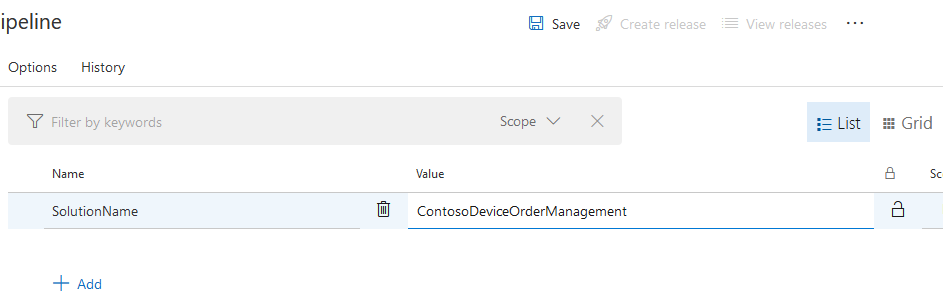 ipeline
Save Create release View releases ...
Options History
Filter by keywords Scope
List Grid
Name Value Sc
SolutionName ContosoDeviceOrderManagement
+ Add